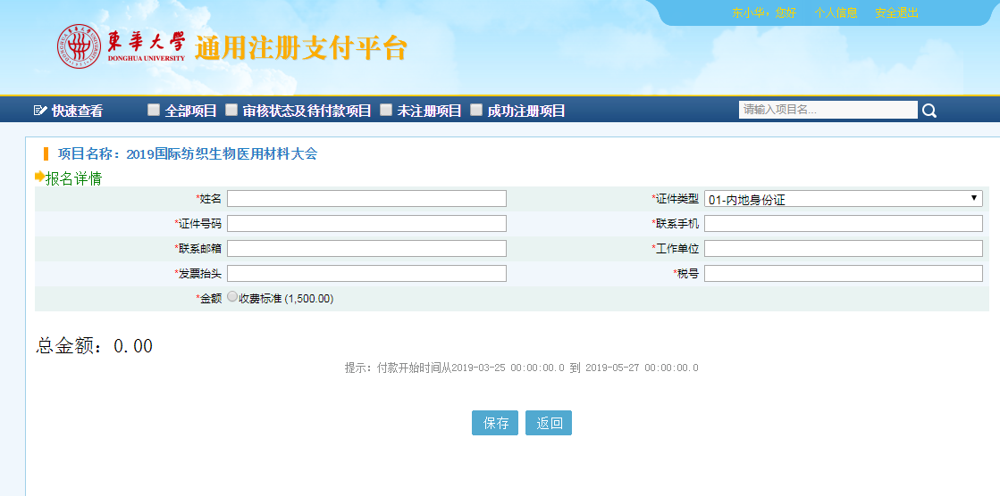 东小华，您好 个人信息 安全退出
東華大學 DONGHUA UNIVERSITY 通用注册支付平台
快速查看 全部项目 审核状态及待付款项目 未注册项目 成功注册项目 请输入项目名...
项目名称：2019国际纺织生物医用材料大会
报名详情
*姓名 *证件类型 01-内地身份证
*证件号码 *联系手机
*联系邮箱 *工作单位
*发票抬头 *税号
*金额 收费标准 (1,500.00)
总金额：0.00
提示：付款开始时间从2019-03-25 00:00:00.0 到 2019-05-27 00:00:00.0
保存 返回